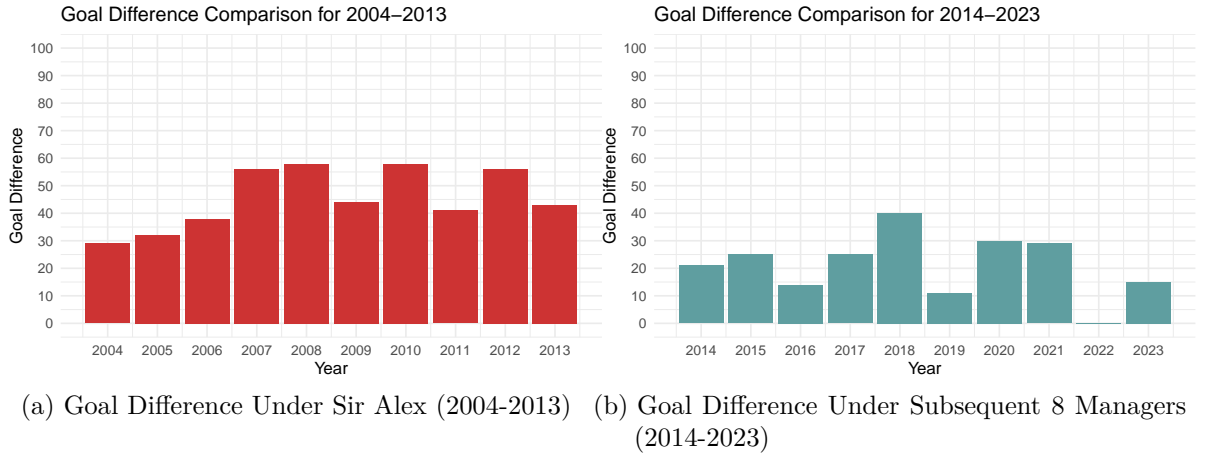 Goal Difference Comparison for 2004–2013
Goal Difference
100
90
80
70
60
50
40
30
20
10
0
2004 2005 2006 2007 2008 2009 2010 2011 2012 2013
Year
(a) Goal Difference Under Sir Alex (2004-2013)
Goal Difference Comparison for 2014–2023
Goal Difference
100
90
80
70
60
50
40
30
20
10
0
2014 2015 2016 2017 2018 2019 2020 2021 2022 2023
Year
(b) Goal Difference Under Subsequent 8 Managers
(2014-2023)